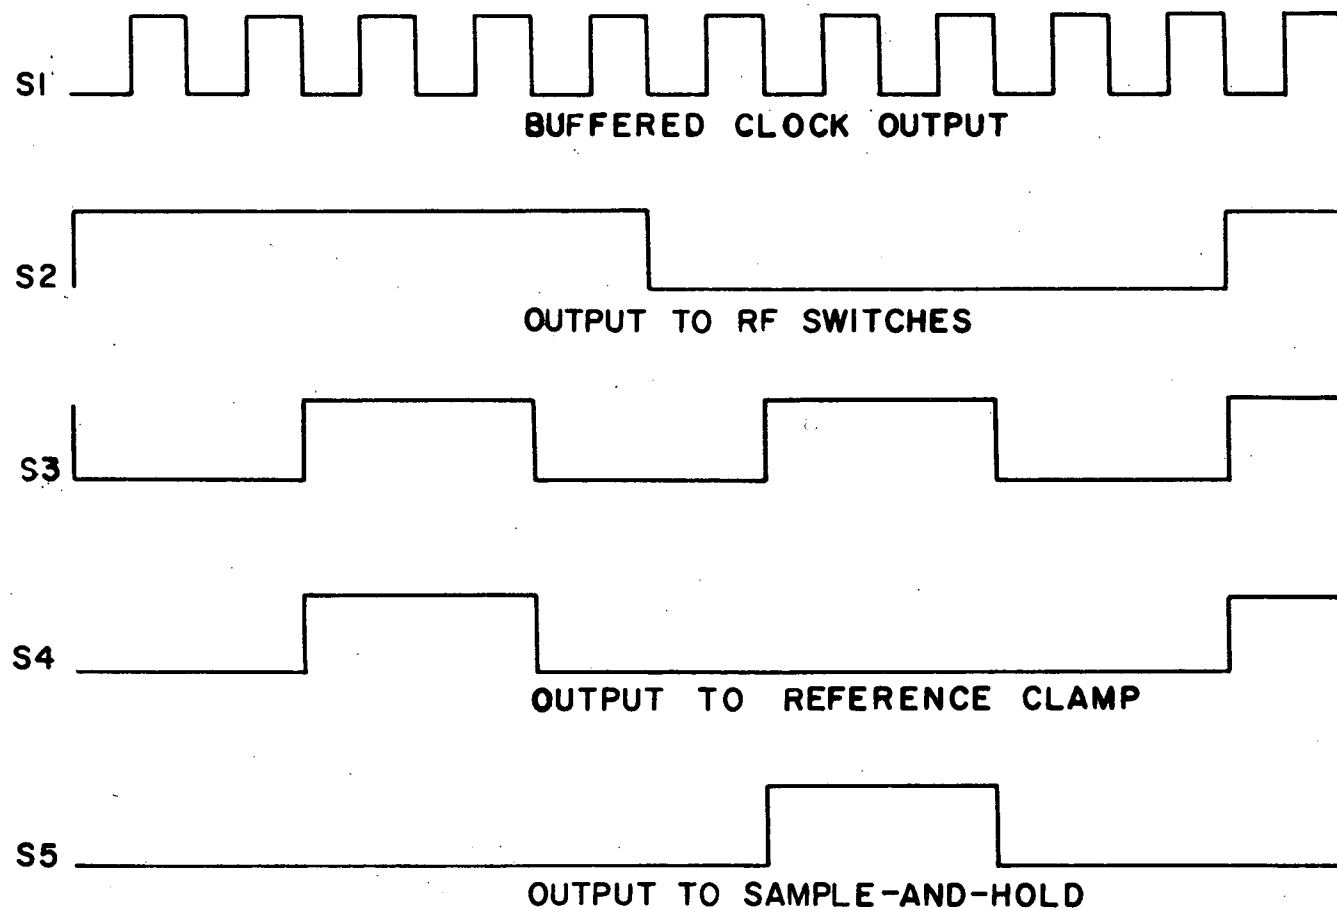 S1
BUFFERED CLOCK OUTPUT
S2
OUTPUT TO RF SWITCHES
S3
S4
OUTPUT TO REFERENCE CLAMP
S5
OUTPUT TO SAMPLE-AND-HOLD